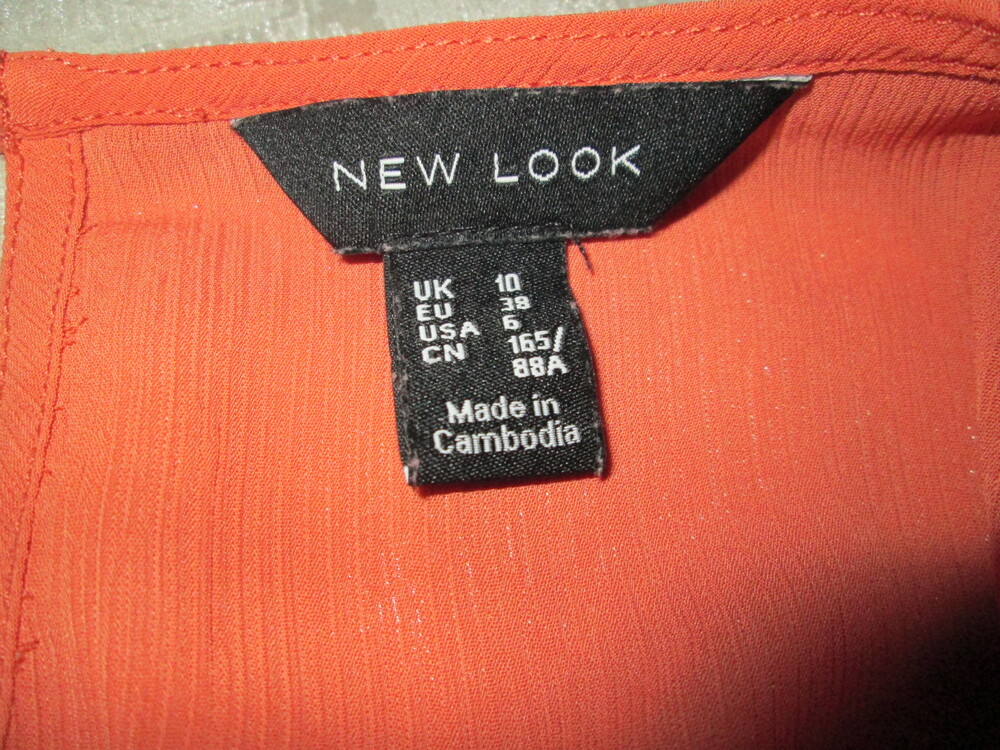 NEW LOOK
UK 10
EU 38
USA 6
CN 165/
88A
Made in
Cambodia